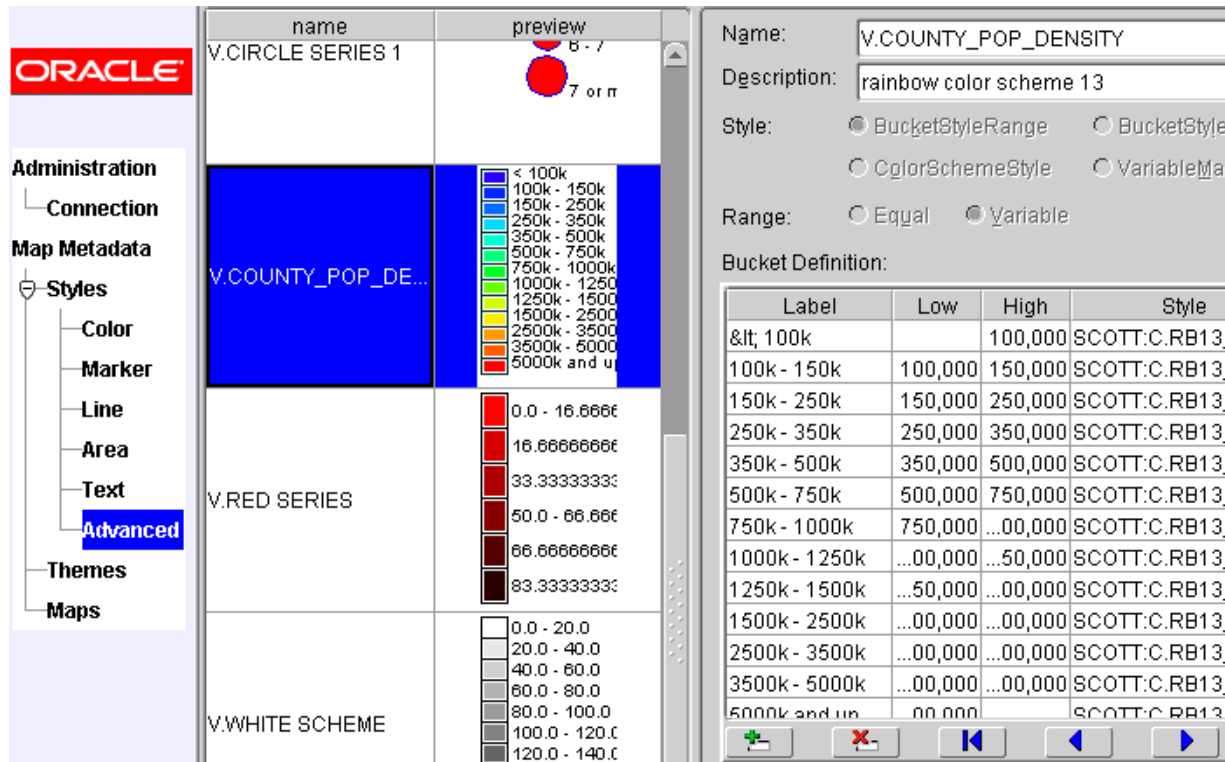 ORACLE
Administration
Connection
Map Metadata
Styles
Color
Marker
Line
Area
Text
Advanced
Themes
Maps
name preview
V.CIRCLE SERIES 1
6 - 7
7 or m
V.COUNTY_POP_DE...
< 100k
100k - 150k
150k - 250k
250k - 350k
350k - 500k
500k - 750k
750k - 1000k
1000k - 1250
1250k - 1500
1500k - 2500
2500k - 3500
3500k - 5000
5000k and up
V.RED SERIES
0.0 - 16.6666
16.66666666
33.33333333
50.0 - 66.666
66.66666666
83.33333333
V.WHITE SCHEME
0.0 - 20.0
20.0 - 40.0
40.0 - 60.0
60.0 - 80.0
80.0 - 100.0
100.0 - 120.0
120.0 - 140.0
Name: V.COUNTY_POP_DENSITY
Description: rainbow color scheme 13
Style: BucketStyleRange BucketStyle
ColorSchemeStyle VariableMa
Range: Equal Variable
Bucket Definition:
Label Low High Style
&lt; 100k 100,000 SCOTT:C.RB13_
100k - 150k 100,000 150,000 SCOTT:C.RB13_
150k - 250k 150,000 250,000 SCOTT:C.RB13_
250k - 350k 250,000 350,000 SCOTT:C.RB13_
350k - 500k 350,000 500,000 SCOTT:C.RB13_
500k - 750k 500,000 750,000 SCOTT:C.RB13_
750k - 1000k 750,000 ...00,000 SCOTT:C.RB13_
1000k - 1250k ...00,000 ...50,000 SCOTT:C.RB13_
1250k - 1500k ...50,000 ...00,000 SCOTT:C.RB13_
1500k - 2500k ...00,000 ...00,000 SCOTT:C.RB13_
2500k - 3500k ...00,000 ...00,000 SCOTT:C.RB13_
3500k - 5000k ...00,000 ...00,000 SCOTT:C.RB13_
5000k and up ...00,000 SCOTT:C.RB13_